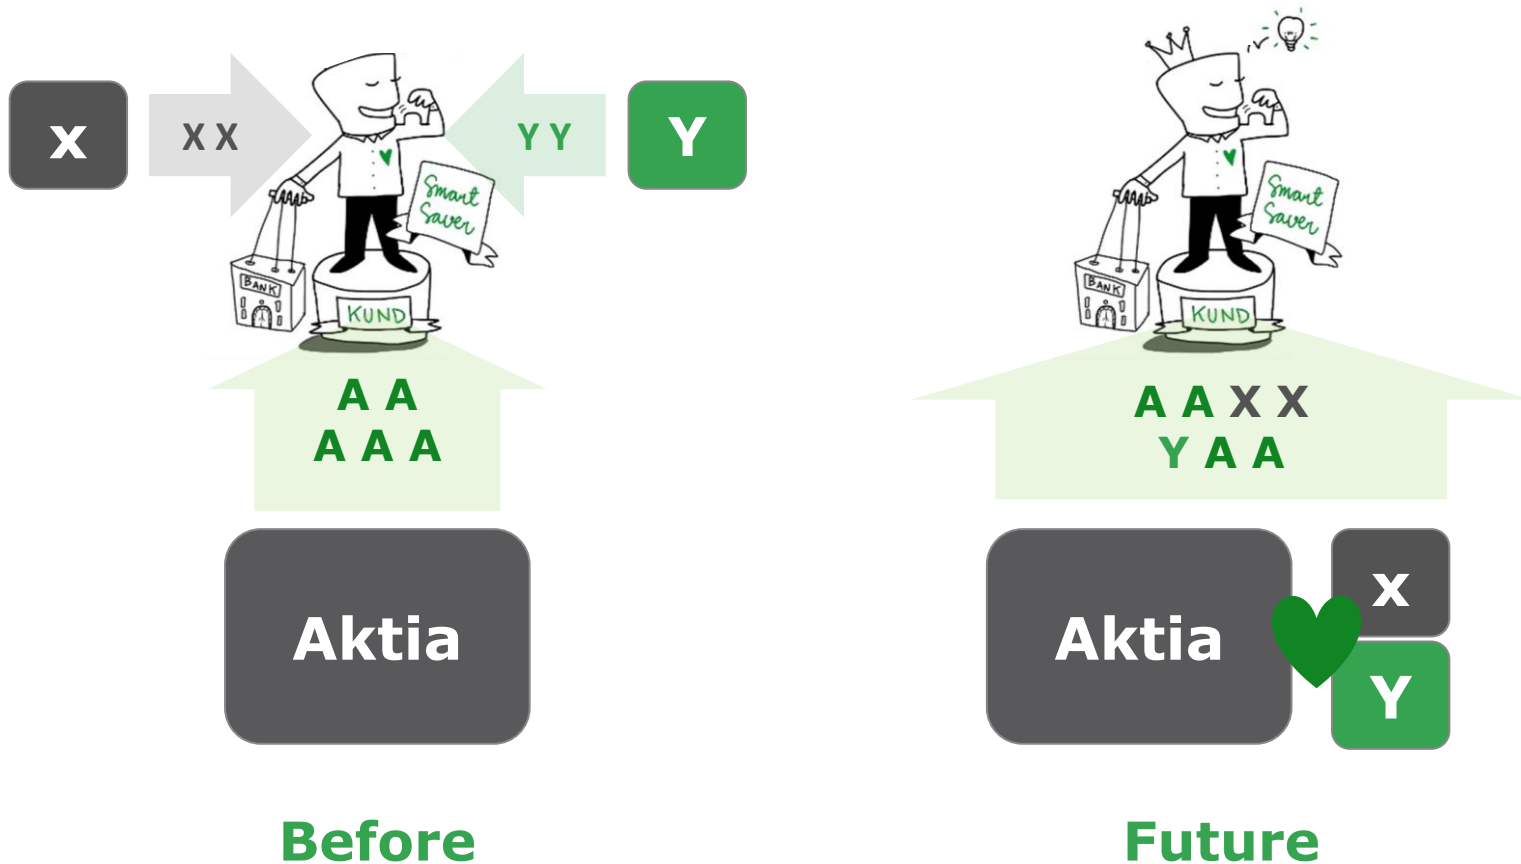 x
X X
Y Y
Y
Smart
Saver
BANK
KUND
A A
A A A
Aktia
Before
Smart
Saver
BANK
KUND
A A X X
Y A A
Aktia
x
Y
Future